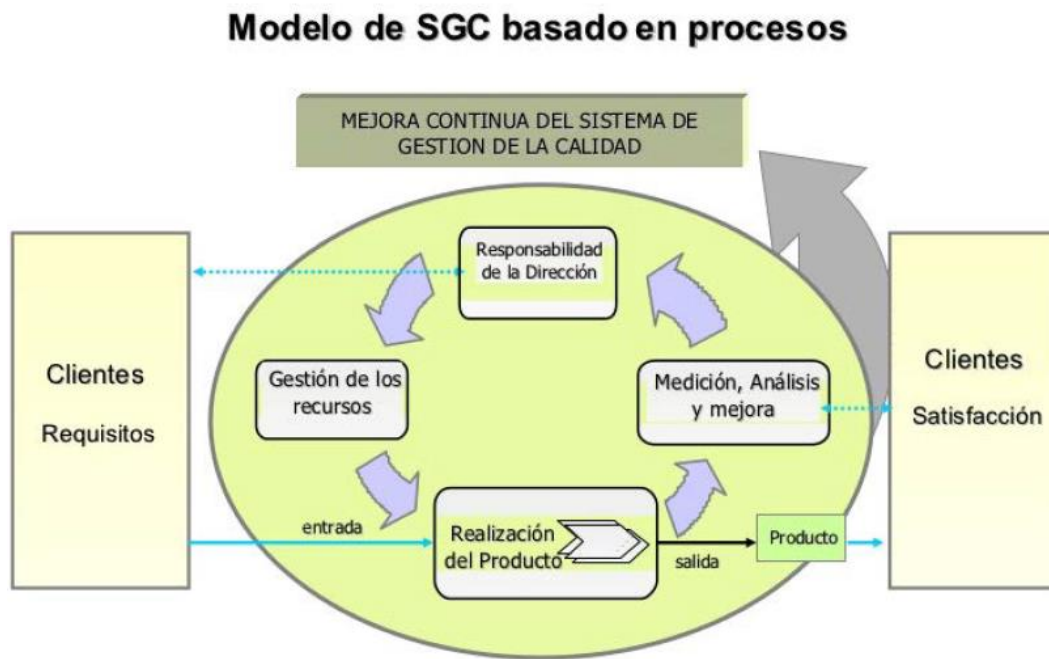 Modelo de SGC basado en procesos
MEJORA CONTINUA DEL SISTEMA DE
GESTION DE LA CALIDAD
Responsabilidad
de la Dirección
Clientes
Requisitos
Gestión de los
recursos
Medición, Análisis
y mejora
Clientes
Satisfacción
entrada
Realización
del Producto
salida
Producto